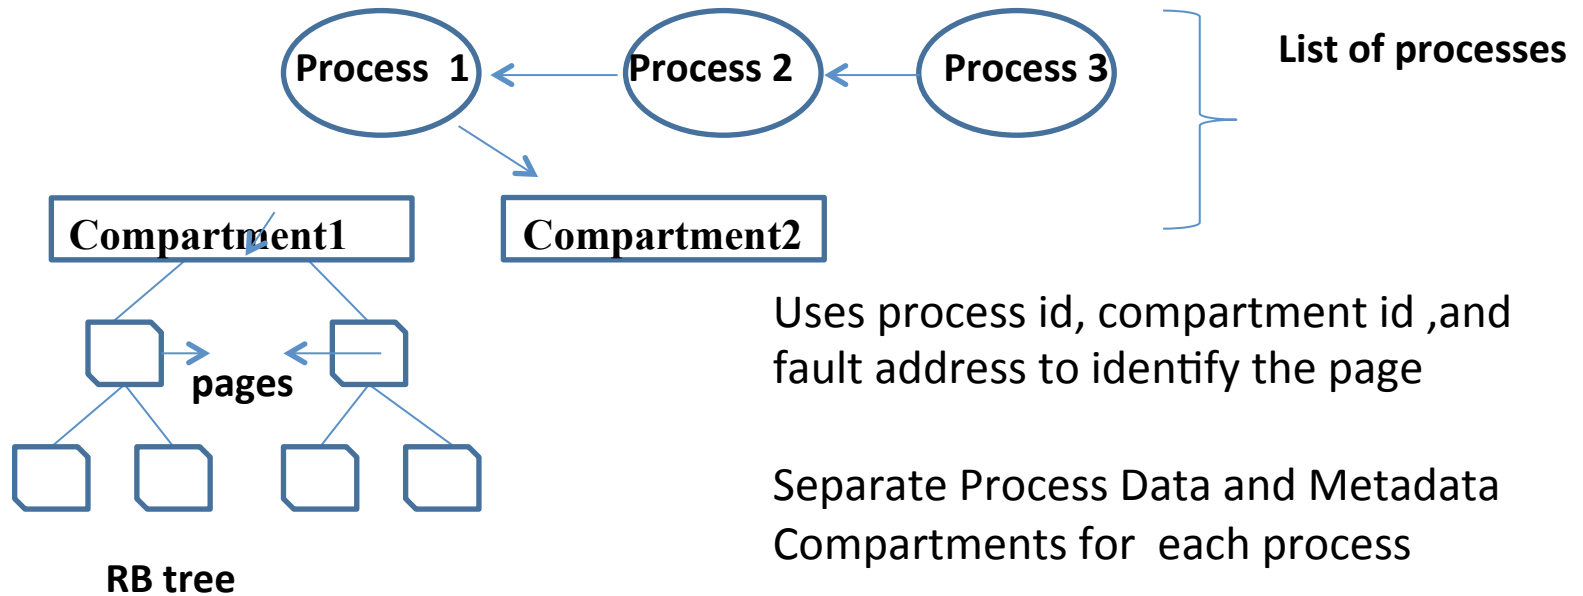 Process 1
Process 2
Process 3
List of processes
Compartment1
Compartment2
Uses process id, compartment id ,and
fault address to identify the page
pages
Separate Process Data and Metadata
Compartments for each process
RB tree